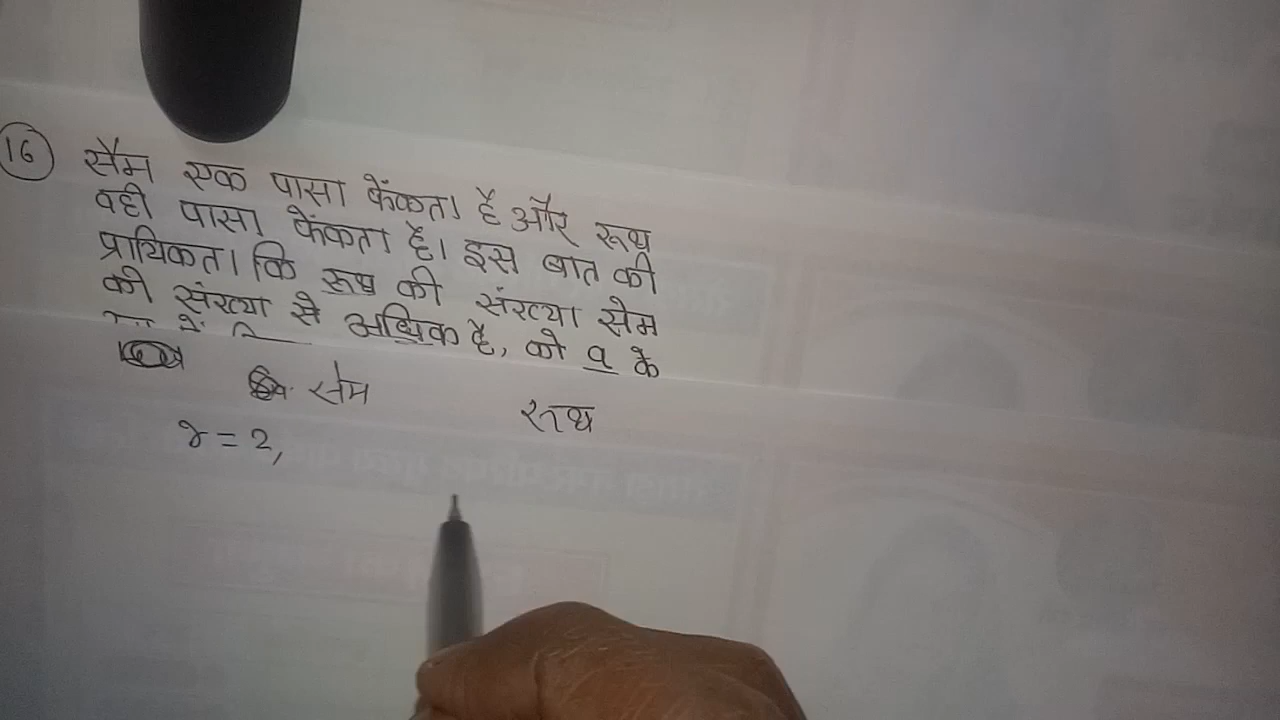 16 सैम एक पासा फेंकता है और रूथ
वही पासा फेंकता है। इस बात की
प्रायिकता कि रूथ की संख्या सैम
की संख्या से अधिक है, को a के
सेम रूथ
γ = 2,